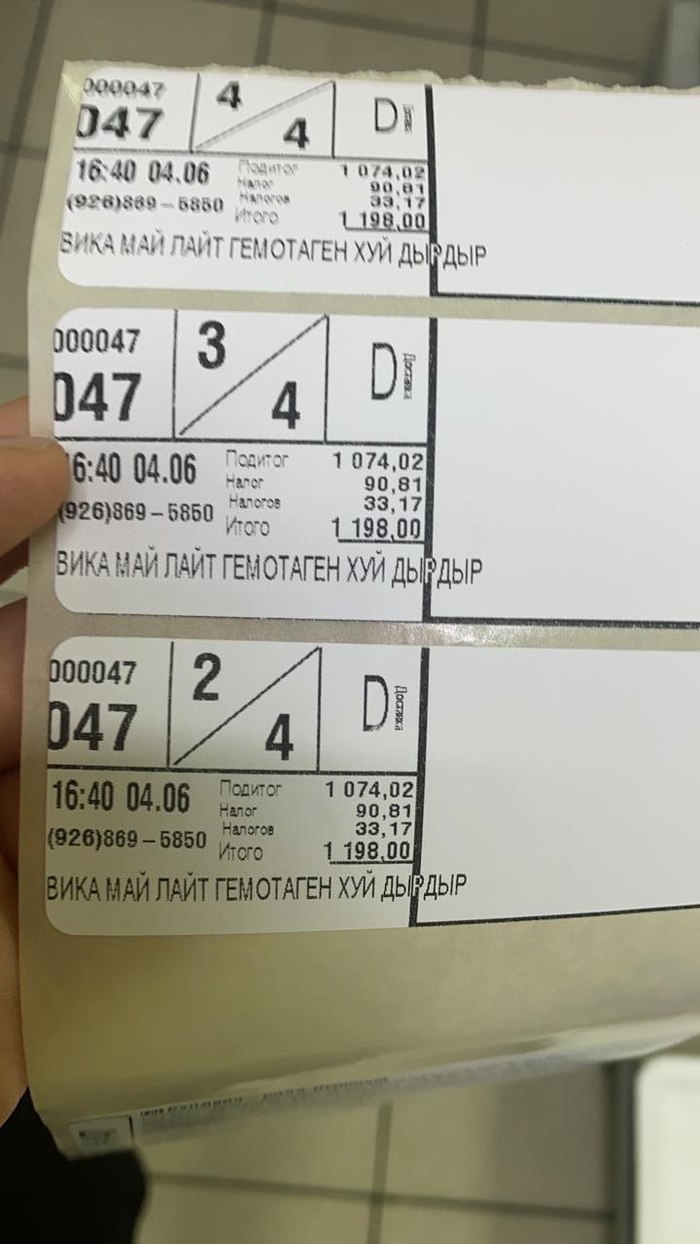 000047
047
4
4
D
16:40 04.06
(926)869-5850
Подитог 1 074,02
Налог 90,81
Налогов 33,17
Итого 1 198,00
ВИКА МАЙ ЛАЙТ ГЕМОТАГЕН ХУЙ ДЫРДЫР
000047
047
3
4
D Доставка
6:40 04.06
(926)869-5850
Подитог 1 074,02
Налог 90,81
Налогов 33,17
Итого 1 198,00
ВИКА МАЙ ЛАЙТ ГЕМОТАГЕН ХУЙ ДЫРДЫР
000047
047
2
4
D Доставка
16:40 04.06
(926)869-5850
Подитог 1 074,02
Налог 90,81
Налогов 33,17
Итого 1 198,00
ВИКА МАЙ ЛАЙТ ГЕМОТАГЕН ХУЙ ДЫРДЫР